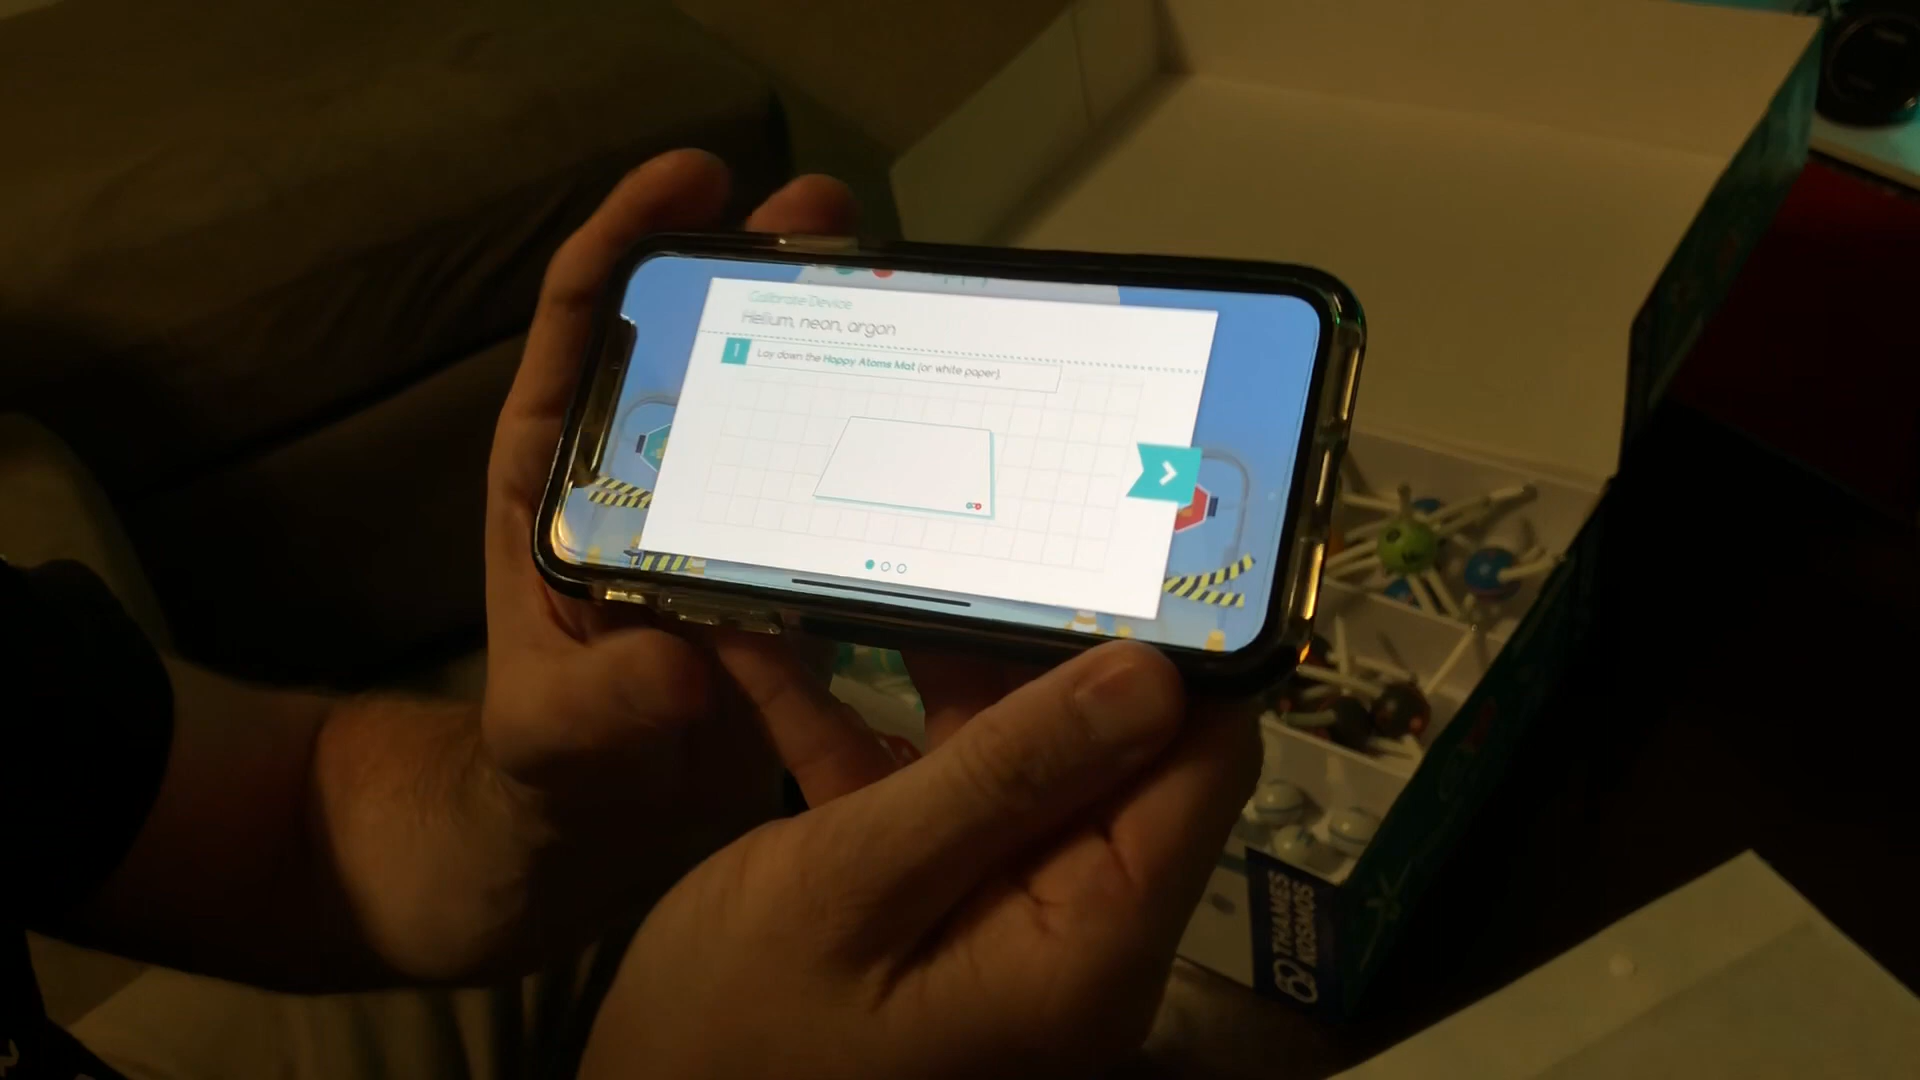 Calibrate Device
Helium, neon, argon
1
Lay down the Happy Atoms Mat (or white paper).
THAMES
KOSMOS